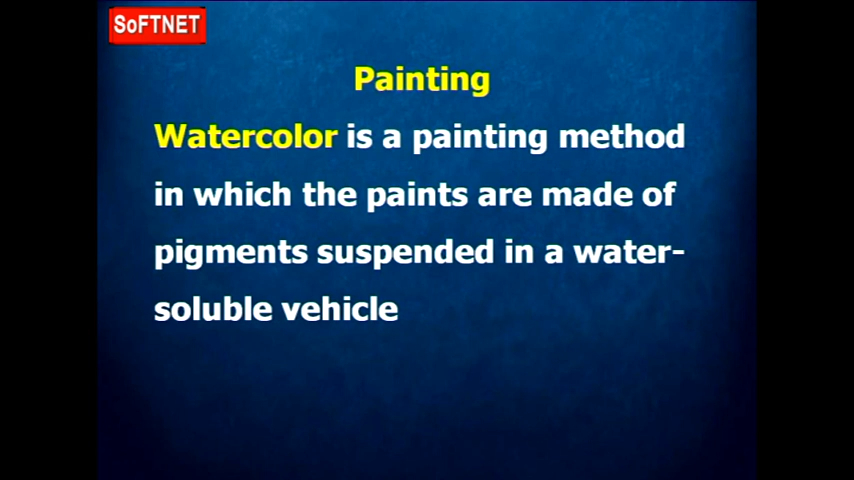 SoFTNET
Painting
Watercolor is a painting method
in which the paints are made of
pigments suspended in a water-
soluble vehicle